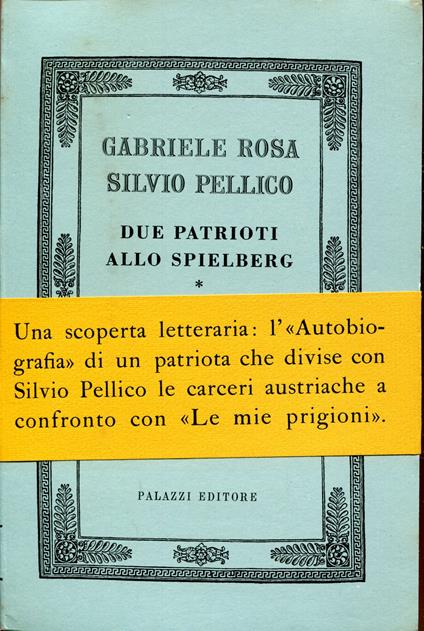 GABRIELE ROSA
SILVIO PELLICO
DUE PATRIOTI
ALLO SPIELBERG
*
Una scoperta letteraria: l'«Autobio-
grafia» di un patriota che divise con
Silvio Pellico le carceri austriache a
confronto con «Le mie prigioni».
PALAZZI EDITORE